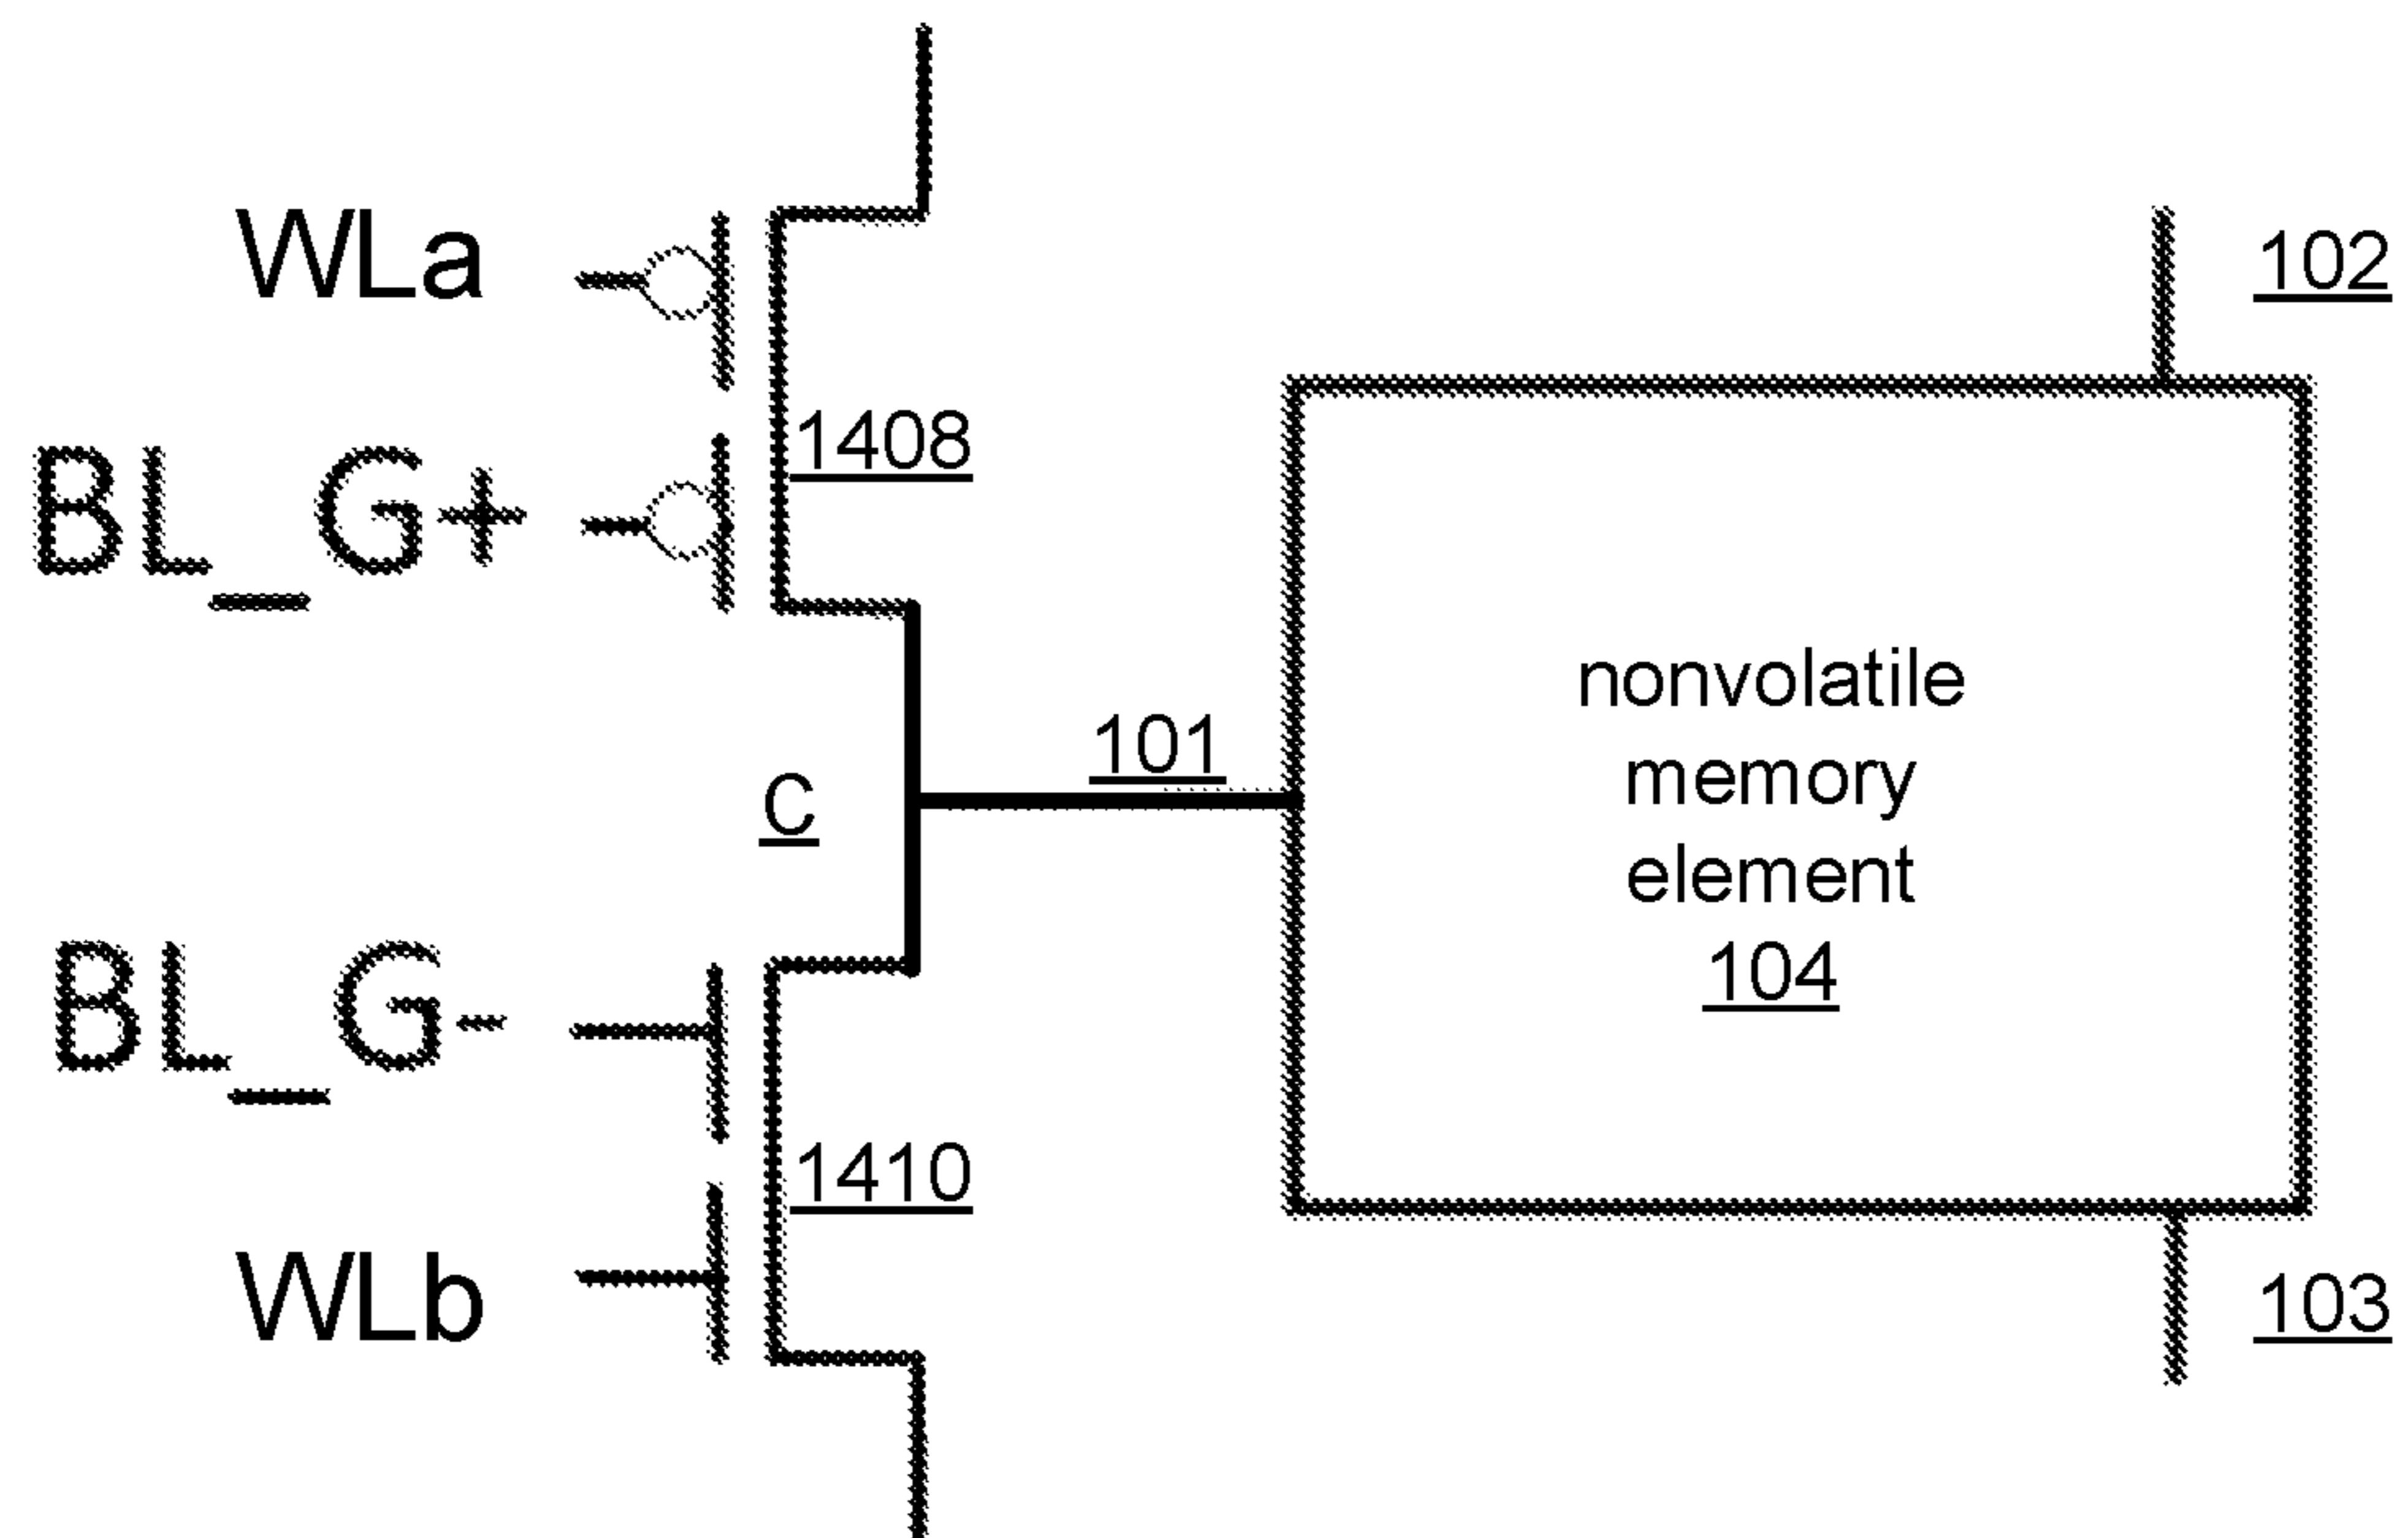 WLa
102
BL_G+
1408
nonvolatile
memory
element
104
101
C
BL_G-
1410
WLb
103